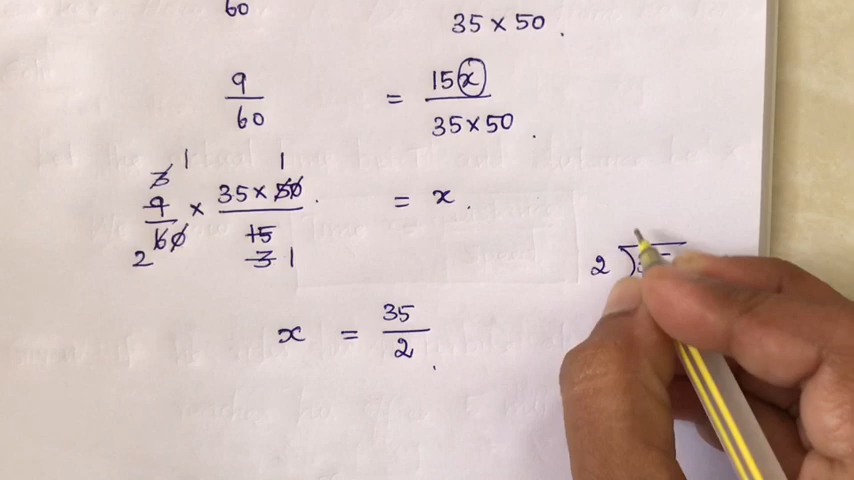 60
35 × 50 .
9/60 = 15x/(35×50) .
3 1 1
9/60 × (35 × 50)/15 . = x .
2 3 1
2 ) 35
x = 35/2 .